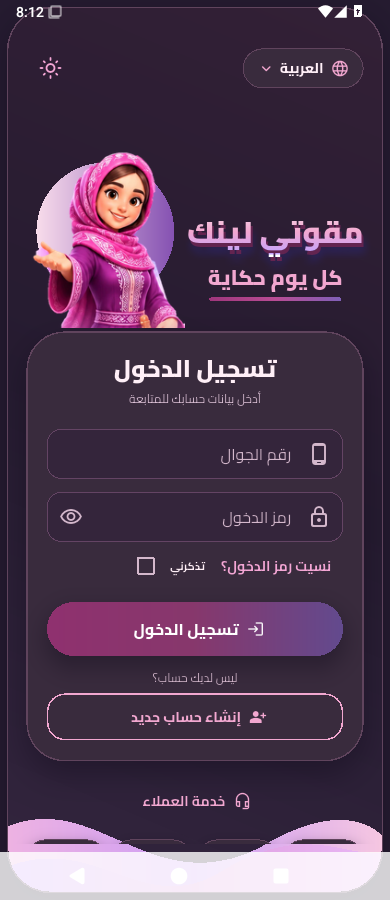 8:12
العربية
مقوتي لينك
كل يوم حكاية
تسجيل الدخول
أدخل بيانات حسابك للمتابعة
رقم الجوال
رمز الدخول
نسيت رمز الدخول؟ تذكرني
تسجيل الدخول
ليس لديك حساب؟
إنشاء حساب جديد
خدمة العملاء